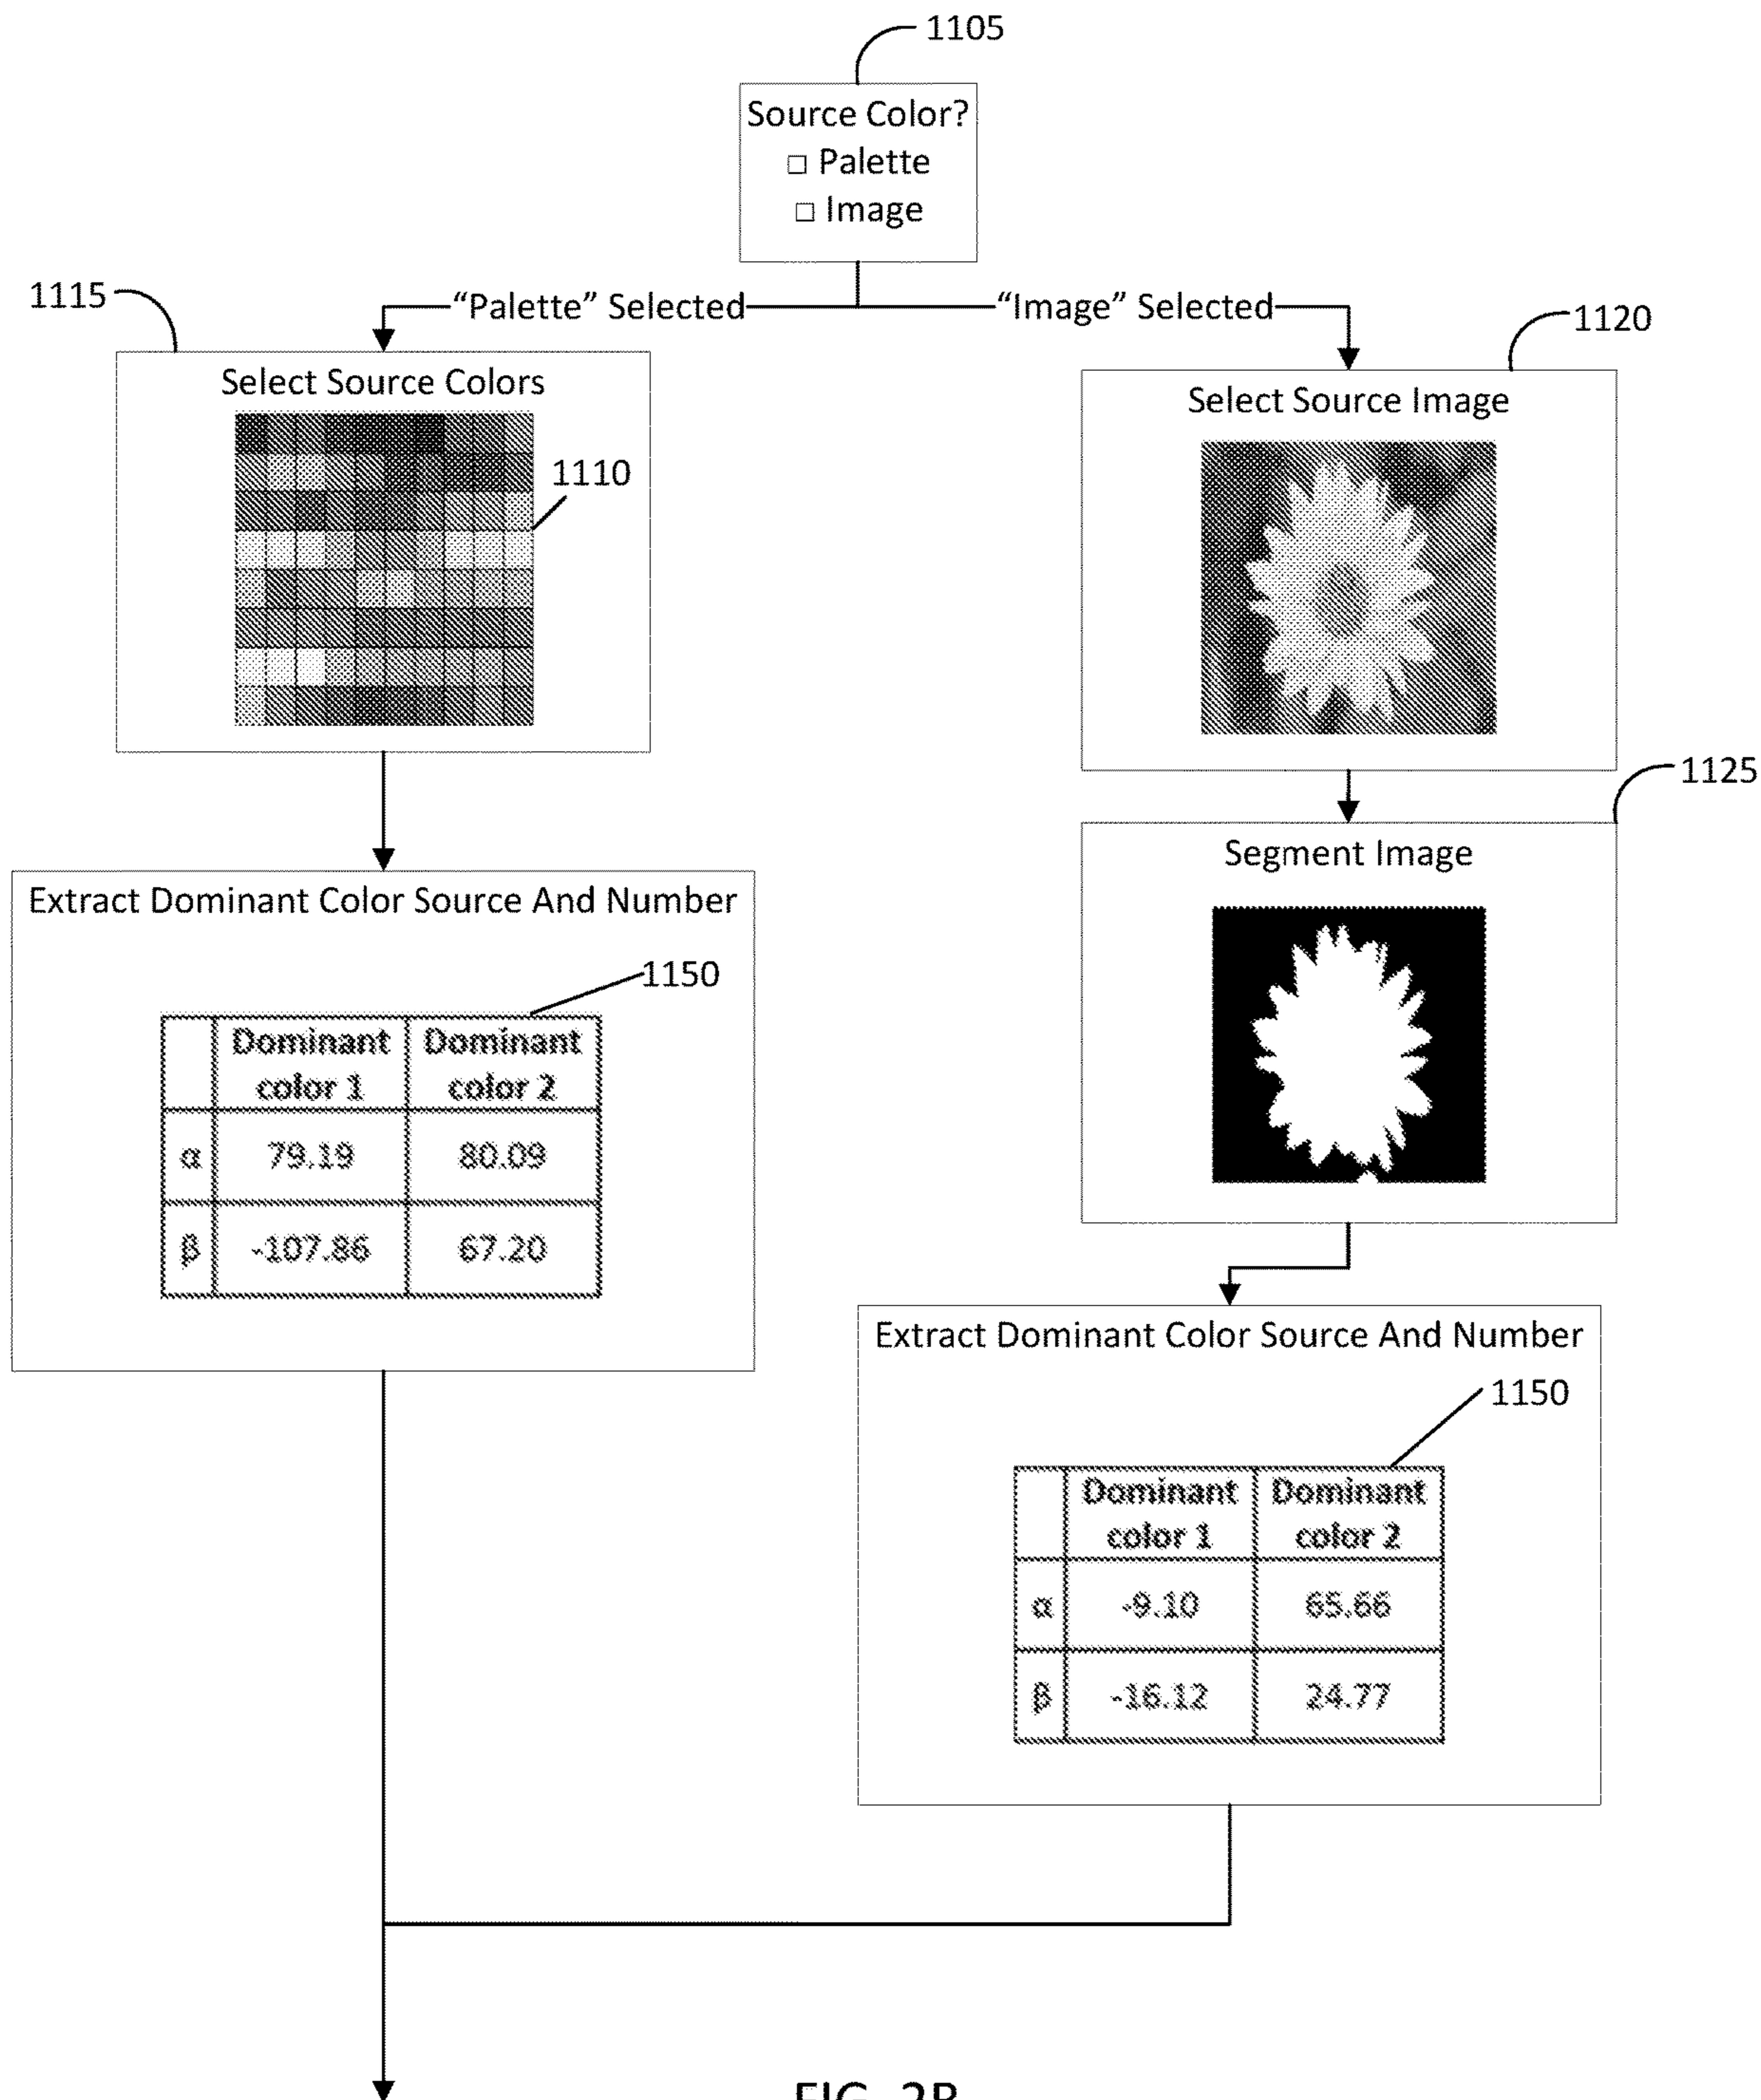 1105
Source Color?
□ Palette
□ Image
"Palette" Selected
"Image" Selected
1115
Select Source Colors
1110
1120
Select Source Image
1125
Segment Image
Extract Dominant Color Source And Number
1150
Dominant color 1 Dominant color 2
α 79.19 80.09
β -107.86 67.20
Extract Dominant Color Source And Number
1150
Dominant color 1 Dominant color 2
α -9.10 65.66
β -16.12 24.77
FIG. 2B